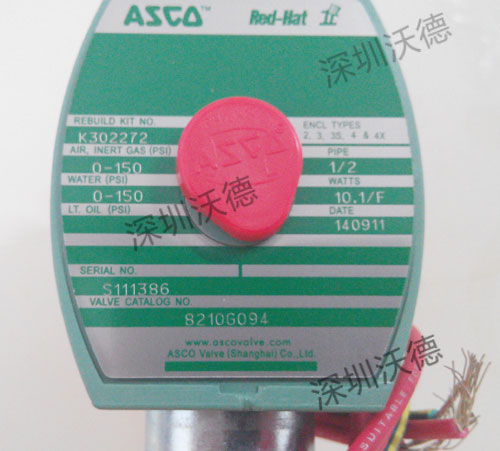 ASCO™ Red-Hat II
深圳沃德
REBUILD KIT NO.
K302272
ENCL TYPES
2, 3, 3S, 4 & 4X
AIR, INERT GAS (PSI)
0-150
PIPE
1/2
WATER (PSI)
0-150
WATTS
10.1/F
LT. OIL (PSI)
DATE
140911
ASCO
深圳沃德
SERIAL NO.
S111386
VALVE CATALOG NO.
8210G094
www.ascovalve.com
ASCO Valve (Shanghai) Co.,Ltd.
深圳沃德
SUITABLE